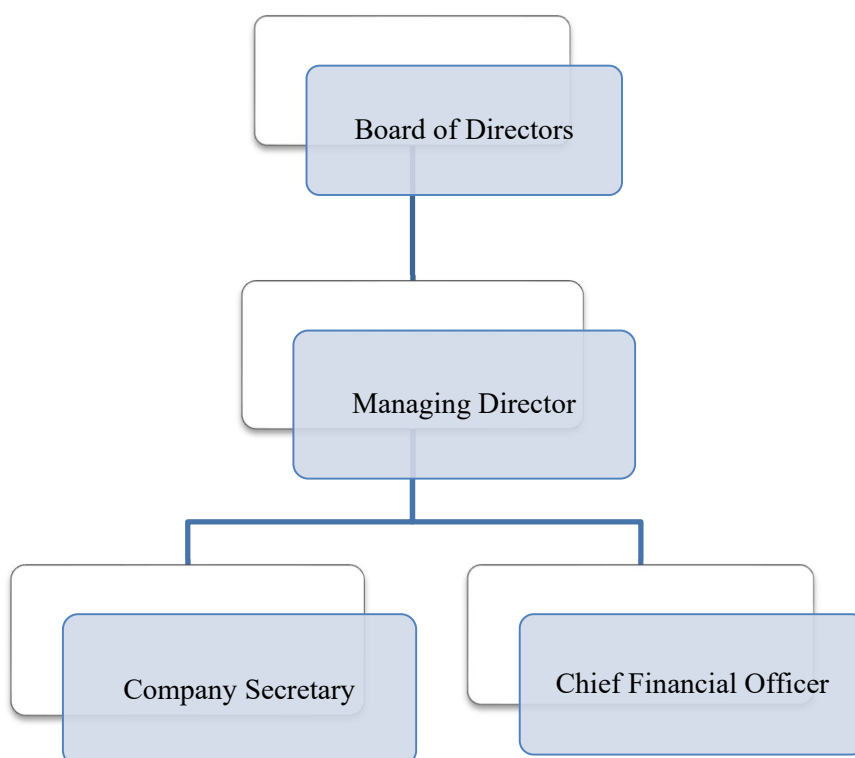 Board of Directors
Managing Director
Company Secretary
Chief Financial Officer